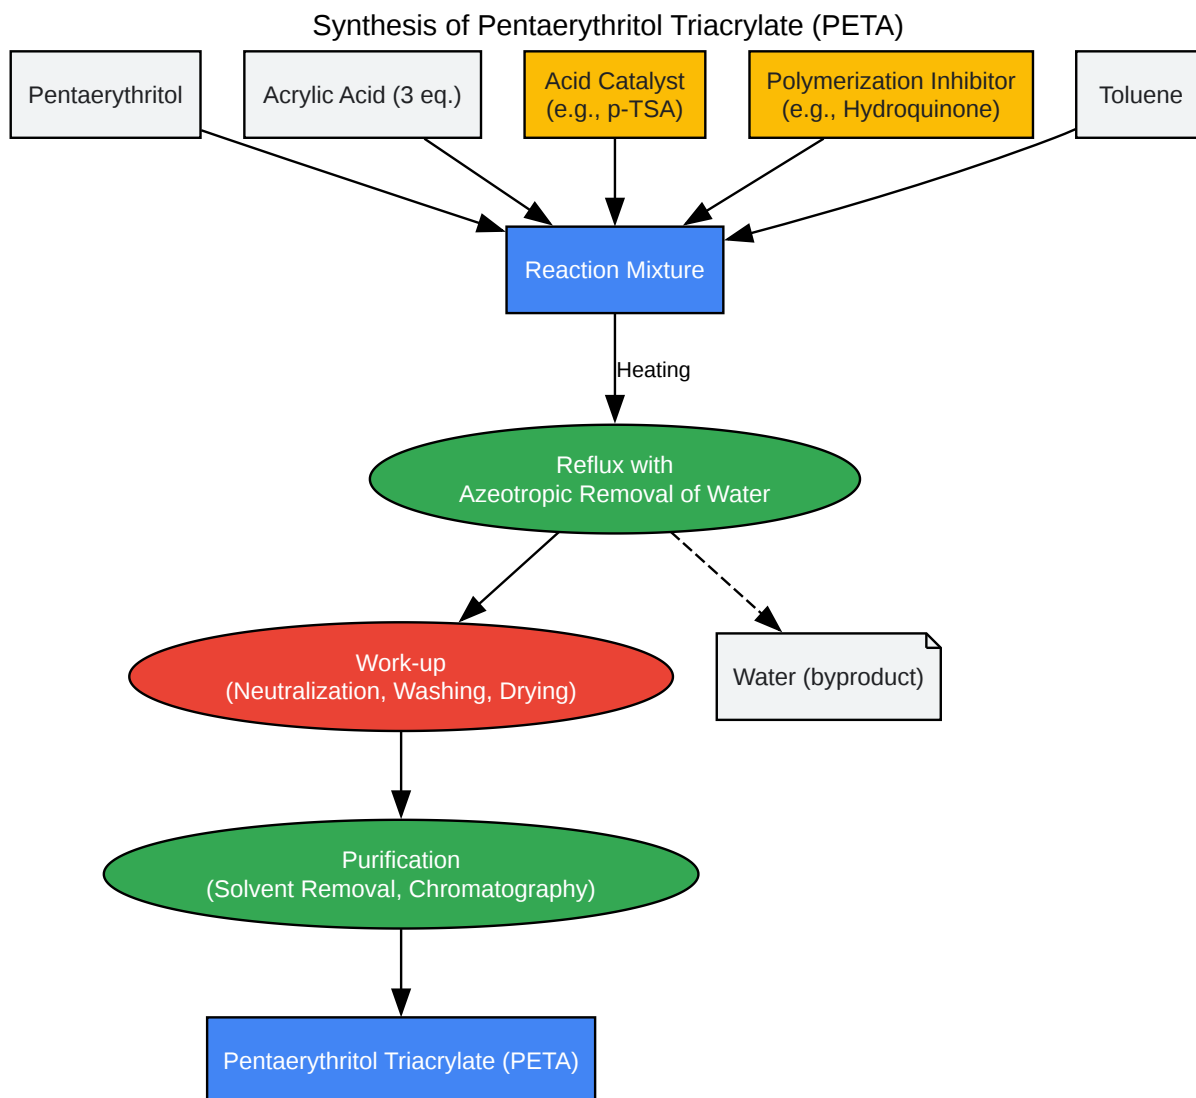 Synthesis of Pentaerythritol Triacrylate (PETA)
Pentaerythritol
Acrylic Acid (3 eq.)
Acid Catalyst
(e.g., p-TSA)
Polymerization Inhibitor
(e.g., Hydroquinone)
Toluene
Reaction Mixture
Heating
Reflux with
Azeotropic Removal of Water
Work-up
(Neutralization, Washing, Drying)
Water (byproduct)
Purification
(Solvent Removal, Chromatography)
Pentaerythritol Triacrylate (PETA)